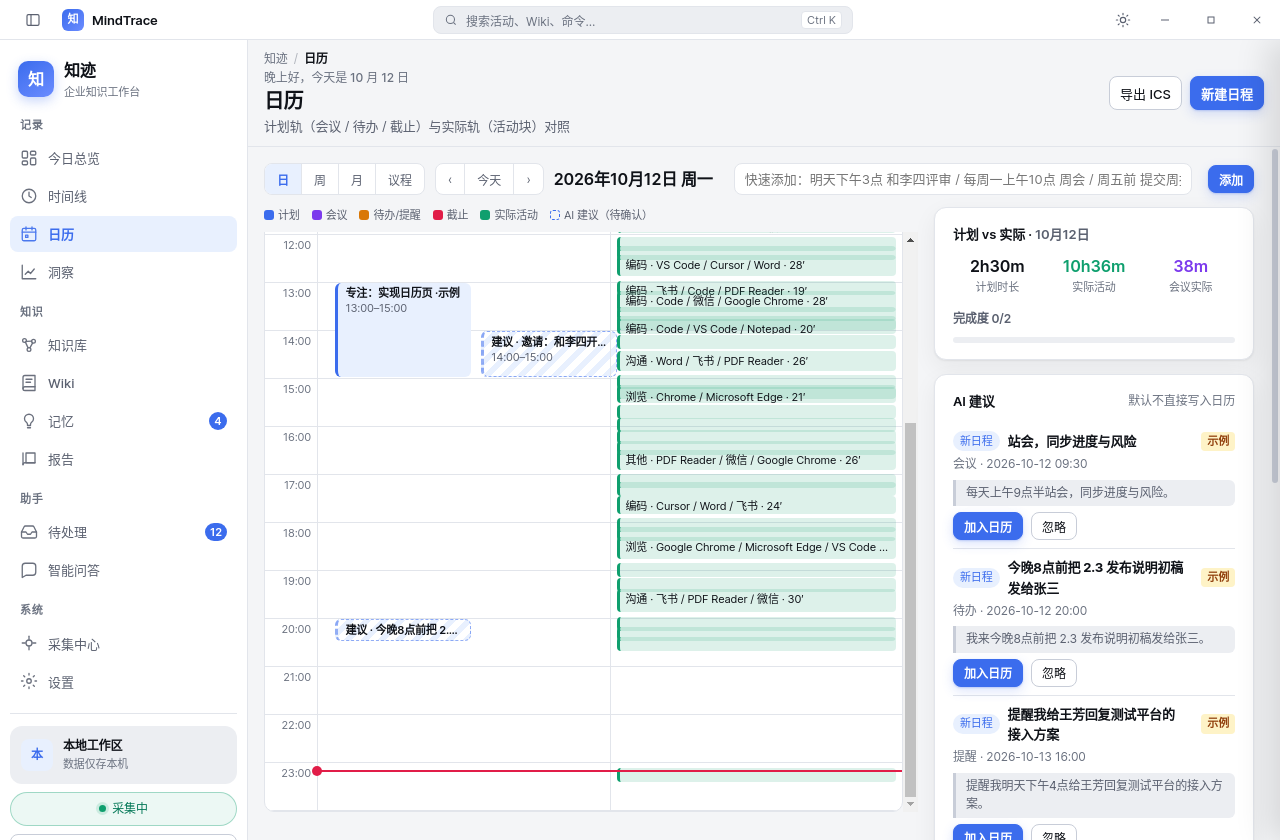 知 MindTrace
搜索活动、Wiki、命令... Ctrl K
知 知迹
企业知识工作台
记录
今日总览
时间线
日历
洞察
知识
知识库
Wiki
记忆 4
报告
助手
待处理 12
智能问答
系统
采集中心
设置
本 本地工作区
数据仅存本机
采集中
知迹 / 日历
晚上好，今天是 10 月 12 日
日历
计划轨（会议 / 待办 / 截止）与实际轨（活动块）对照
导出 ICS 新建日程
日 周 月 议程 ‹ 今天 › 2026年10月12日 周一
快速添加：明天下午3点 和李四评审 / 每周一上午10点 周会 / 周五前 提交周: 添加
计划 会议 待办/提醒 截止 实际活动 AI 建议（待确认）
12:00
编码 · VS Code / Cursor / Word · 28′
13:00
专注：实现日历页 ·示例
13:00–15:00
编码 · 飞书 / Code / PDF Reader · 19′
编码 · Code / 微信 / Google Chrome · 28′
编码 · Code / VS Code / Notepad · 20′
14:00
建议 · 邀请：和李四开...
14:00–15:00
沟通 · Word / 飞书 / PDF Reader · 26′
15:00
浏览 · Chrome / Microsoft Edge · 21′
16:00
其他 · PDF Reader / 微信 / Google Chrome · 26′
17:00
编码 · Cursor / Word / 飞书 · 24′
18:00
浏览 · Google Chrome / Microsoft Edge / VS Code ...
19:00
沟通 · 飞书 / PDF Reader / 微信 · 30′
20:00
建议 · 今晚8点前把 2....
21:00
22:00
23:00
计划 vs 实际 · 10月12日
2h30m 10h36m 38m
计划时长 实际活动 会议实际
完成度 0/2
AI 建议 默认不直接写入日历
新日程 站会，同步进度与风险 示例
会议 · 2026-10-12 09:30
每天上午9点半站会，同步进度与风险。
加入日历 忽略
新日程 今晚8点前把 2.3 发布说明初稿发给张三 示例
待办 · 2026-10-12 20:00
我来今晚8点前把 2.3 发布说明初稿发给张三。
加入日历 忽略
新日程 提醒我给王芳回复测试平台的接入方案 示例
提醒 · 2026-10-13 16:00
提醒我明天下午4点给王芳回复测试平台的接入方案。
加入日历 忽略